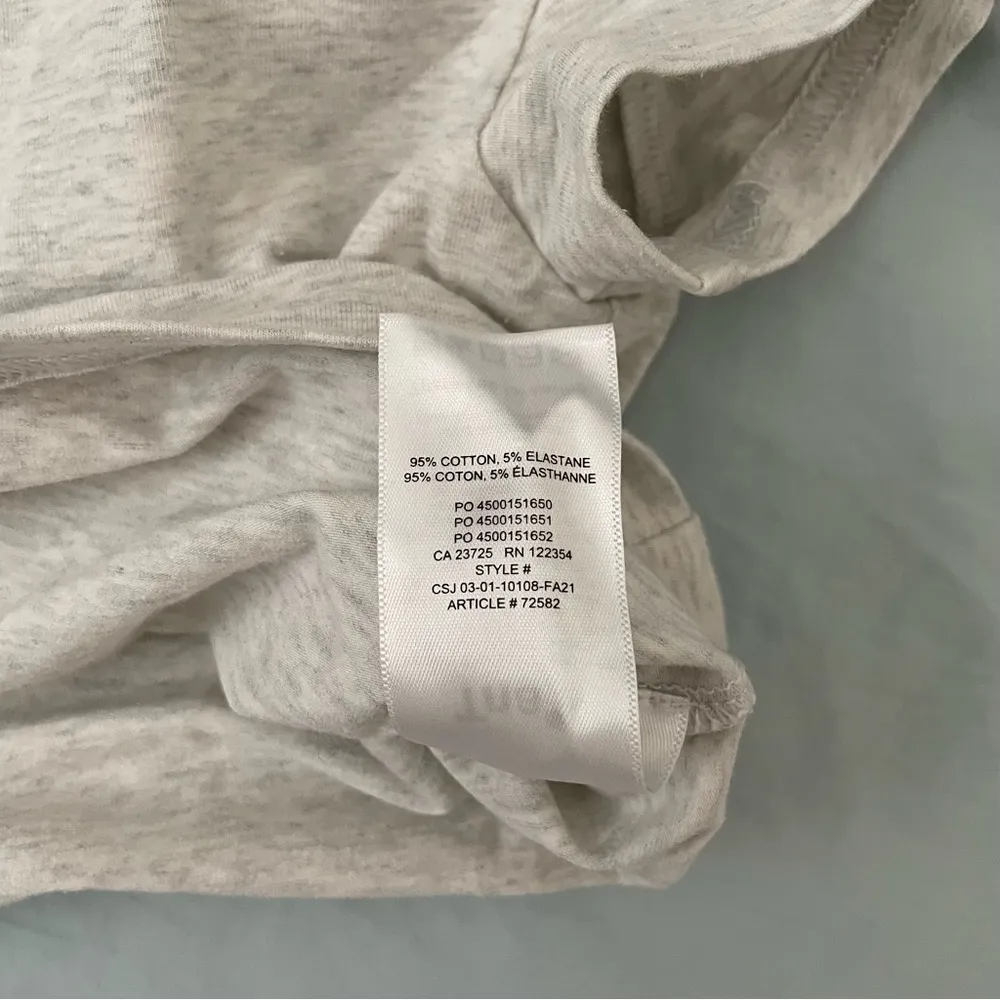 95% COTTON, 5% ELASTANE
95% COTON, 5% ÉLASTHANNE
PO 4500151650
PO 4500151651
PO 4500151652
CA 23725 RN 122354
STYLE #
CSJ 03-01-10108-FA21
ARTICLE # 72582